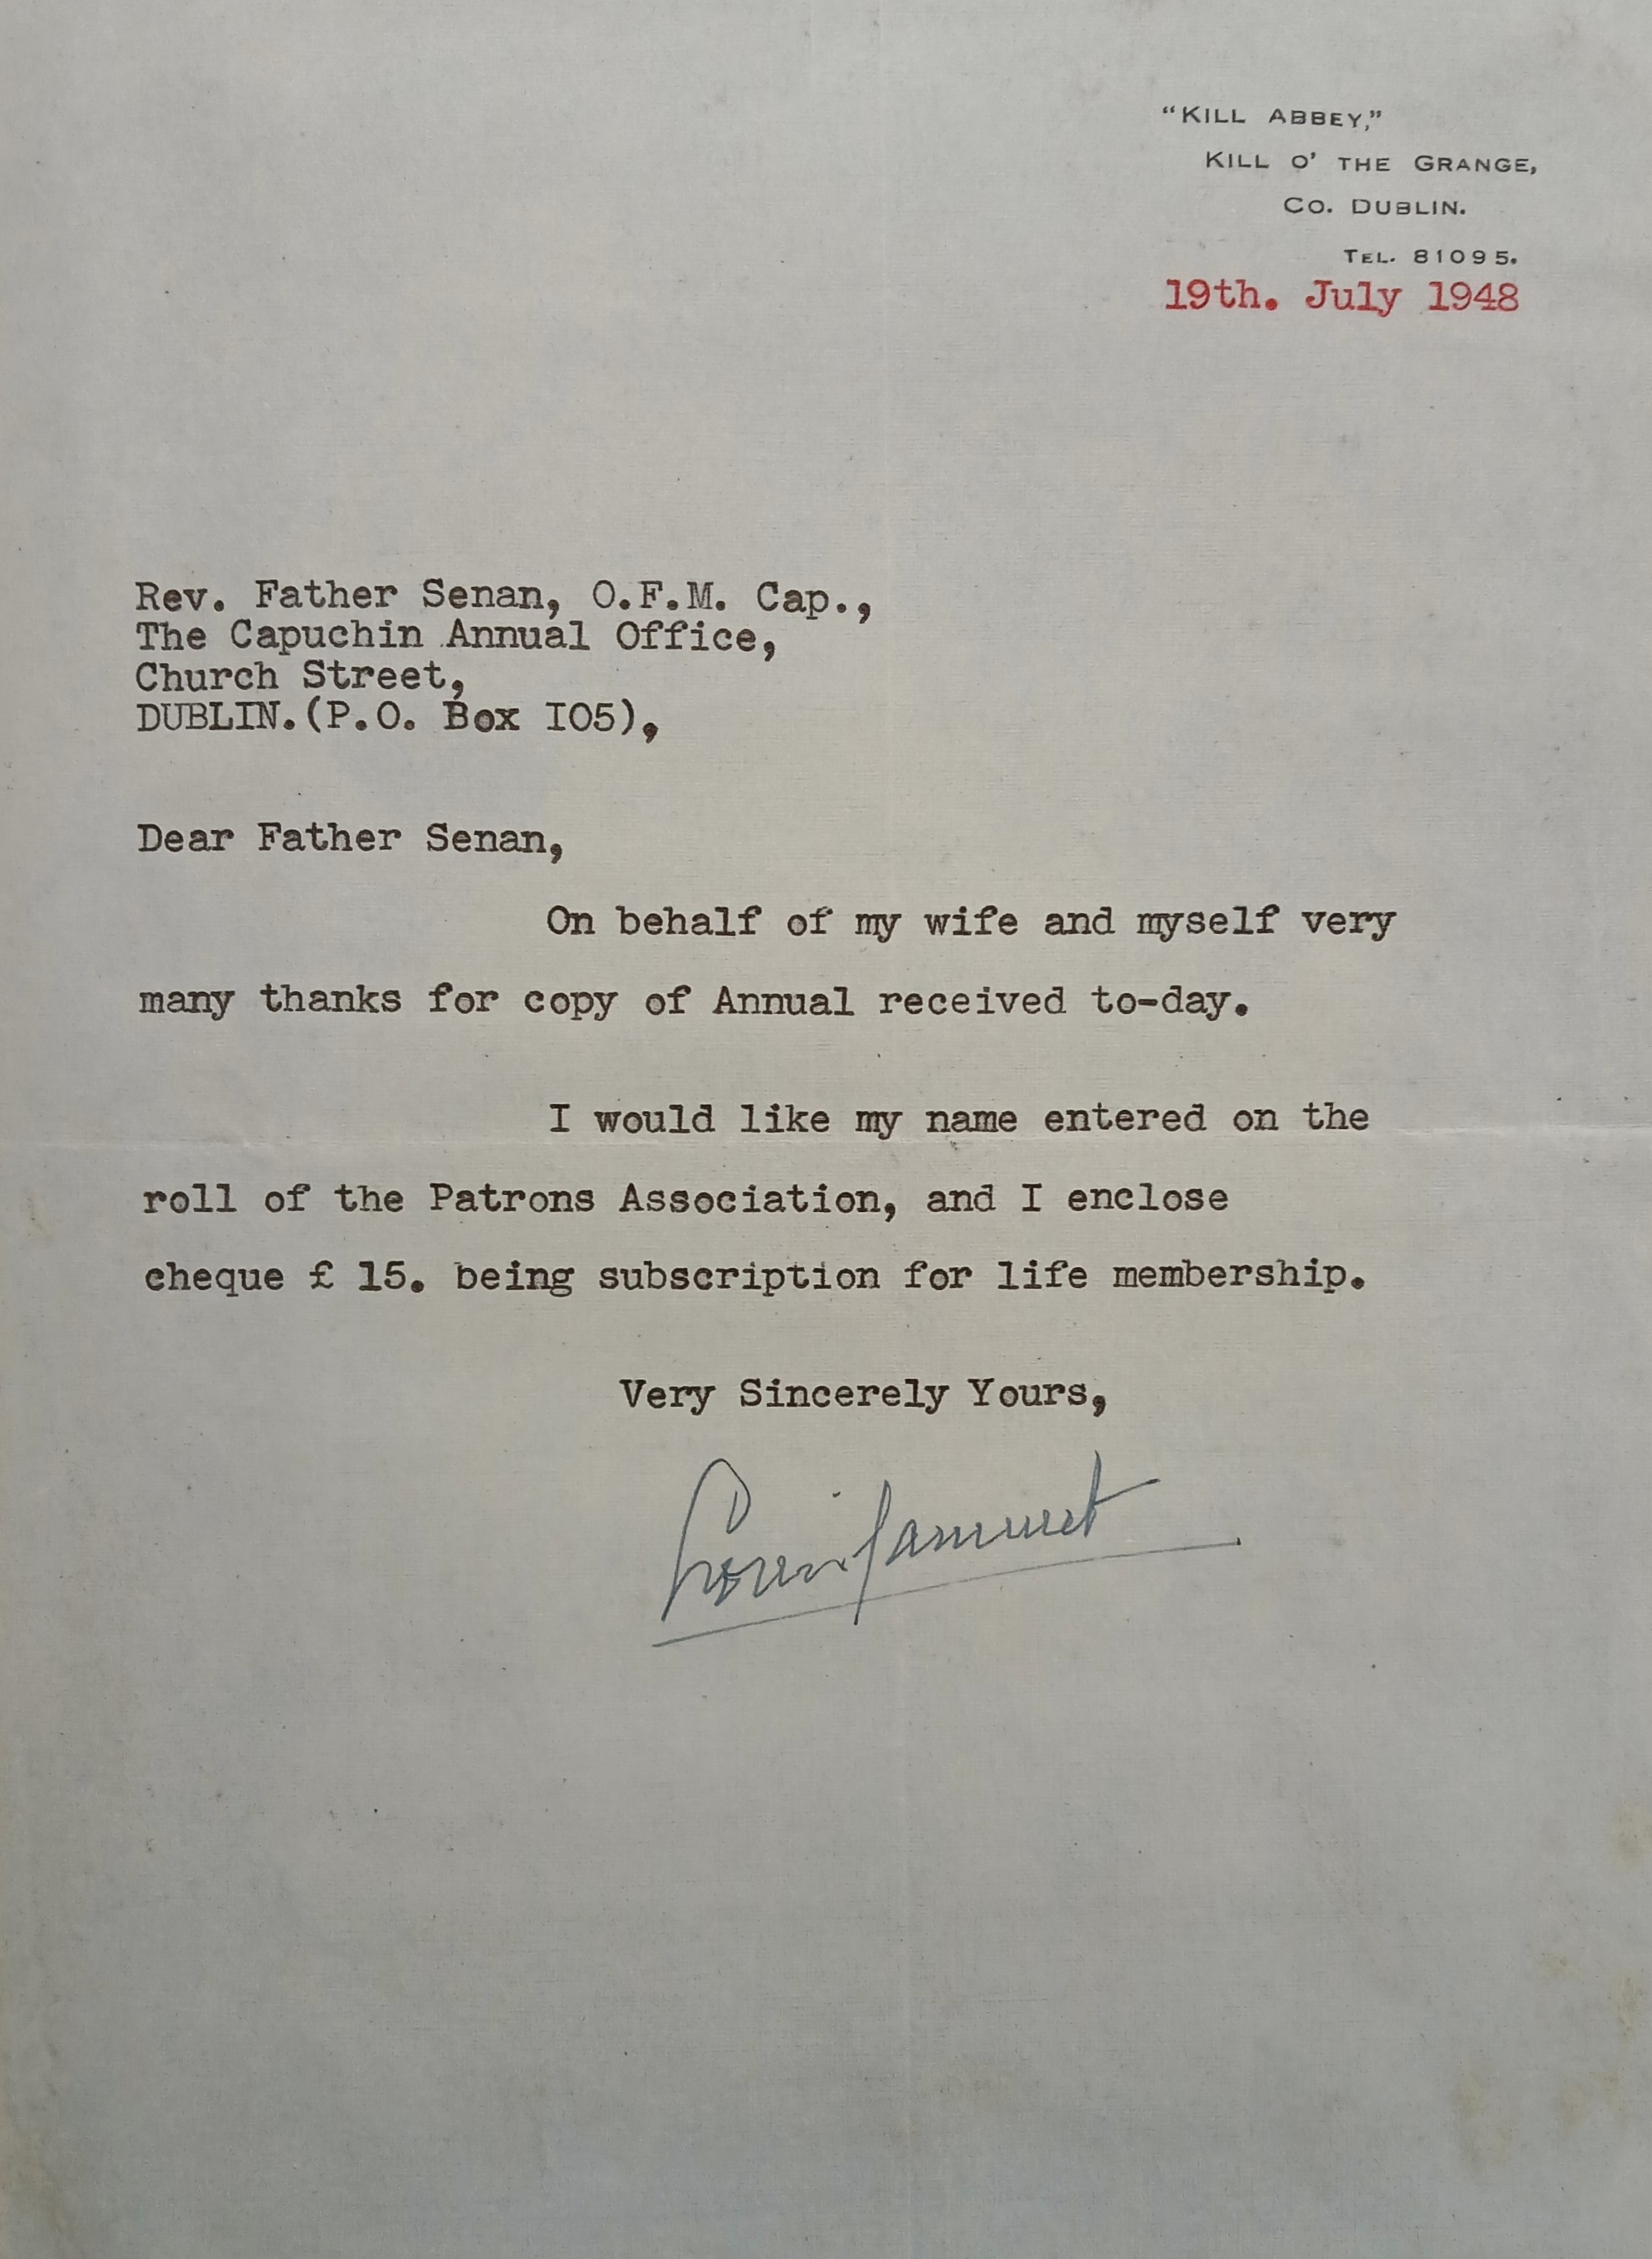 “KILL ABBEY,”
KILL O’ THE GRANGE,
CO. DUBLIN.
TEL. 81095.
19th. July 1948
Rev. Father Senan, O.F.M. Cap.,
The Capuchin Annual Office,
Church Street,
DUBLIN.(P.O. Box I05),
Dear Father Senan,
On behalf of my wife and myself very
many thanks for copy of Annual received to-day.
I would like my name entered on the
roll of the Patrons Association, and I enclose
cheque £ 15. being subscription for life membership.
Very Sincerely Yours,
Louis Jammet